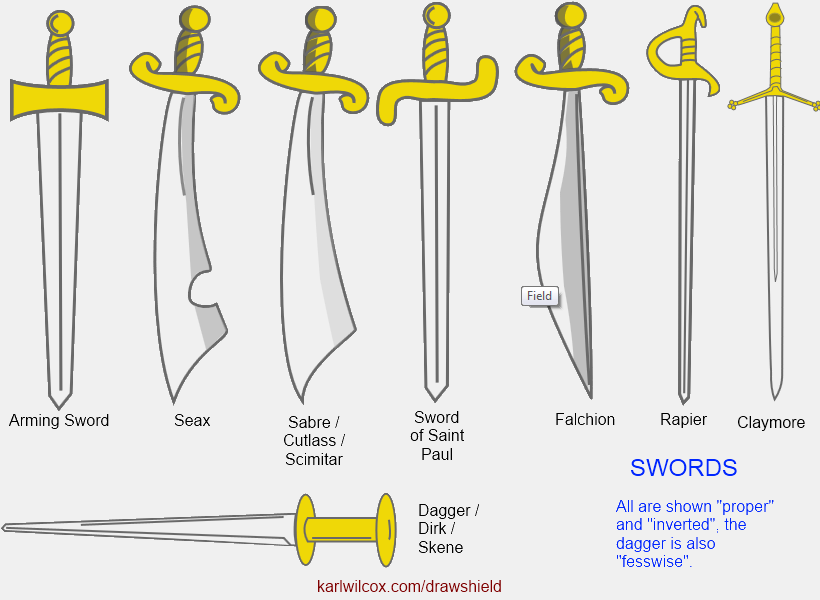 Field
Arming Sword
Seax
Sabre /
Cutlass /
Scimitar
Sword
of Saint
Paul
Falchion
Rapier
Claymore
SWORDS
Dagger /
Dirk /
Skene
All are shown "proper"
and "inverted", the
dagger is also
"fesswise".
karlwilcox.com/drawshield